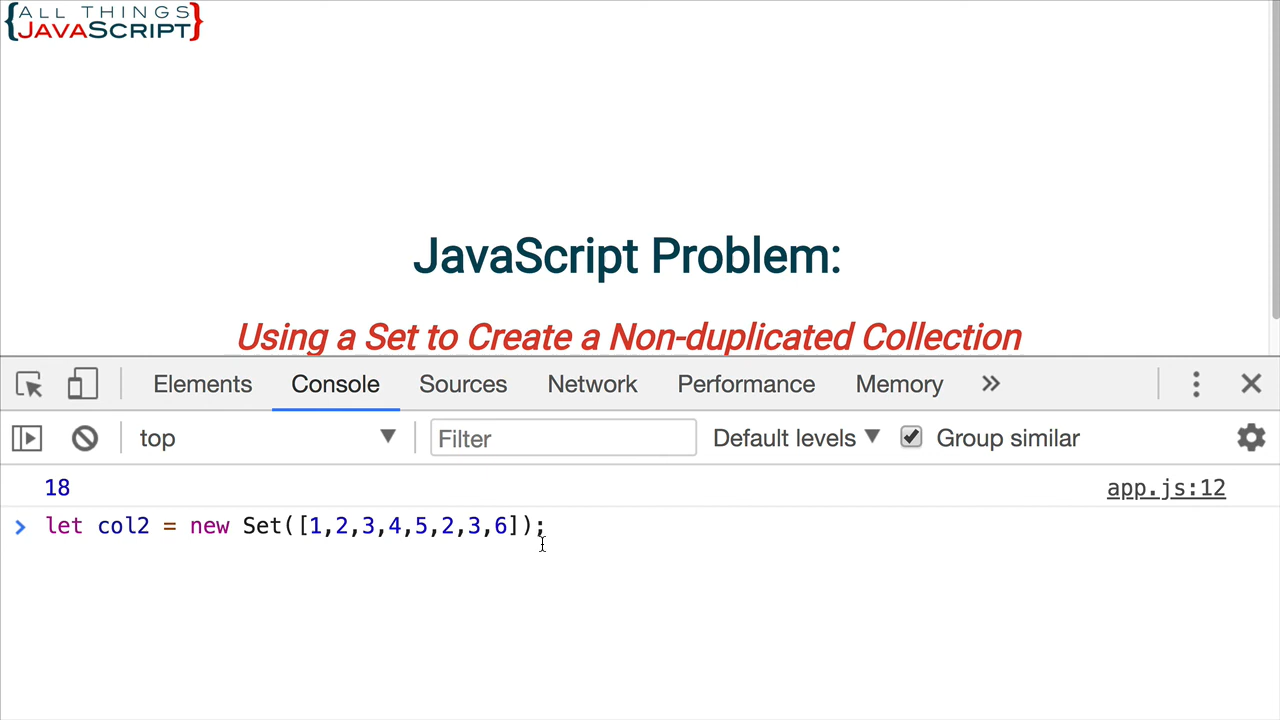 {ALL THINGS
JAVASCRIPT}
JavaScript Problem:
Using a Set to Create a Non-duplicated Collection
Elements Console Sources Network Performance Memory »
top Filter Default levels Group similar
18 app.js:12
let col2 = new Set([1,2,3,4,5,2,3,6]);